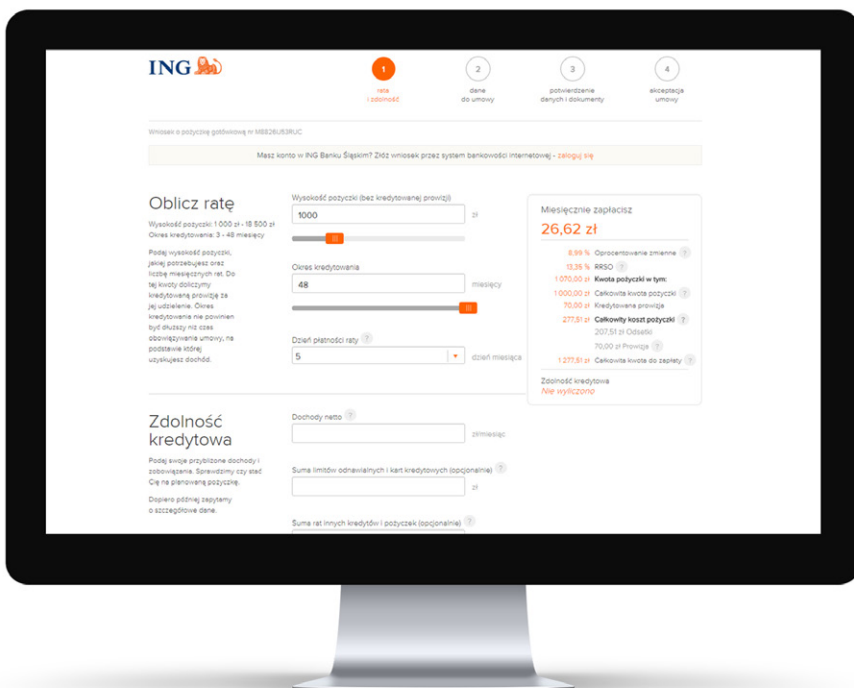 ING
1
2
3
4
rata
i zdolność
dane
do umowy
potwierdzenie
danych i dokumenty
akceptacja
umowy
Wniosek o pożyczkę gotówkową nr
Masz konto w ING Banku Śląskim? Złóż wniosek przez system bankowości internetowej - zaloguj się
Oblicz ratę
Wysokość pożyczki: 1 000 zł - 18 500 zł
Okres kredytowania: 3 - 48 miesięcy
Podaj wysokość pożyczki,
jakiej potrzebujesz oraz
liczbę miesięcznych rat. Do
tej kwoty doliczymy
kredytowaną prowizję za
jej udzielenie. Okres
kredytowania nie powinien
być dłuższy niż czas
obowiązywania umowy, na
podstawie której
uzyskujesz dochód.
Wysokość pożyczki (bez kredytowanej prowizji)
1000 zł
Okres kredytowania
48 miesięcy
Dzień płatności raty ?
5 dzień miesiąca
Miesięcznie zapłacisz
26,62 zł
8,99 % Oprocentowanie zmienne ?
13,35 % RRSO ?
1 070,00 zł Kwota pożyczki w tym:
1 000,00 zł Całkowita kwota pożyczki ?
70,00 zł Kredytowana prowizja
277,51 zł Całkowity koszt pożyczki ?
207,51 zł Odsetki
70,00 zł Prowizja ?
1 277,51 zł Całkowita kwota do zapłaty ?
Zdolność kredytowa
Nie wyliczono
Zdolność
kredytowa
Podaj swoje przybliżone dochody i
zobowiązania. Sprawdzimy czy stać
Cię na planowaną pożyczkę.
Dopiero później zapytamy
o szczegółowe dane.
Dochody netto ?
zł/miesiąc
Suma limitów odnawialnych i kart kredytowych (opcjonalnie) ?
zł
Suma rat innych kredytów i pożyczek (opcjonalnie) ?